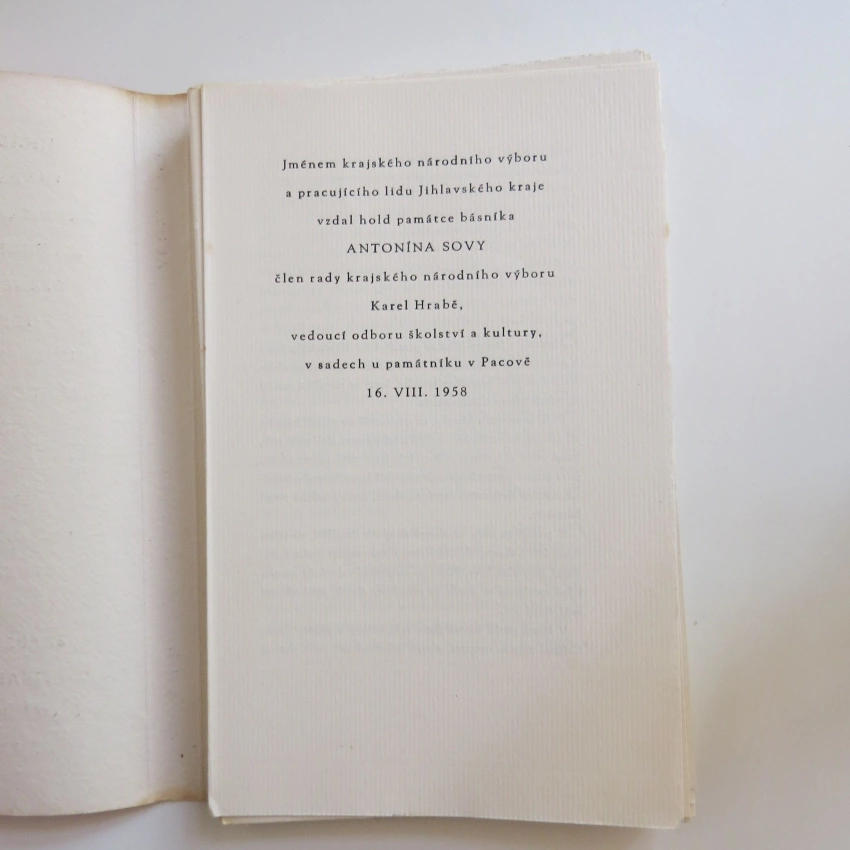 Jménem krajského národního výboru
a pracujícího lidu Jihlavského kraje
vzdal hold památce básníka
ANTONÍNA SOVY
člen rady krajského národního výboru
Karel Hrabě,
vedoucí odboru školství a kultury,
v sadech u památníku v Pacově
16. VIII. 1958